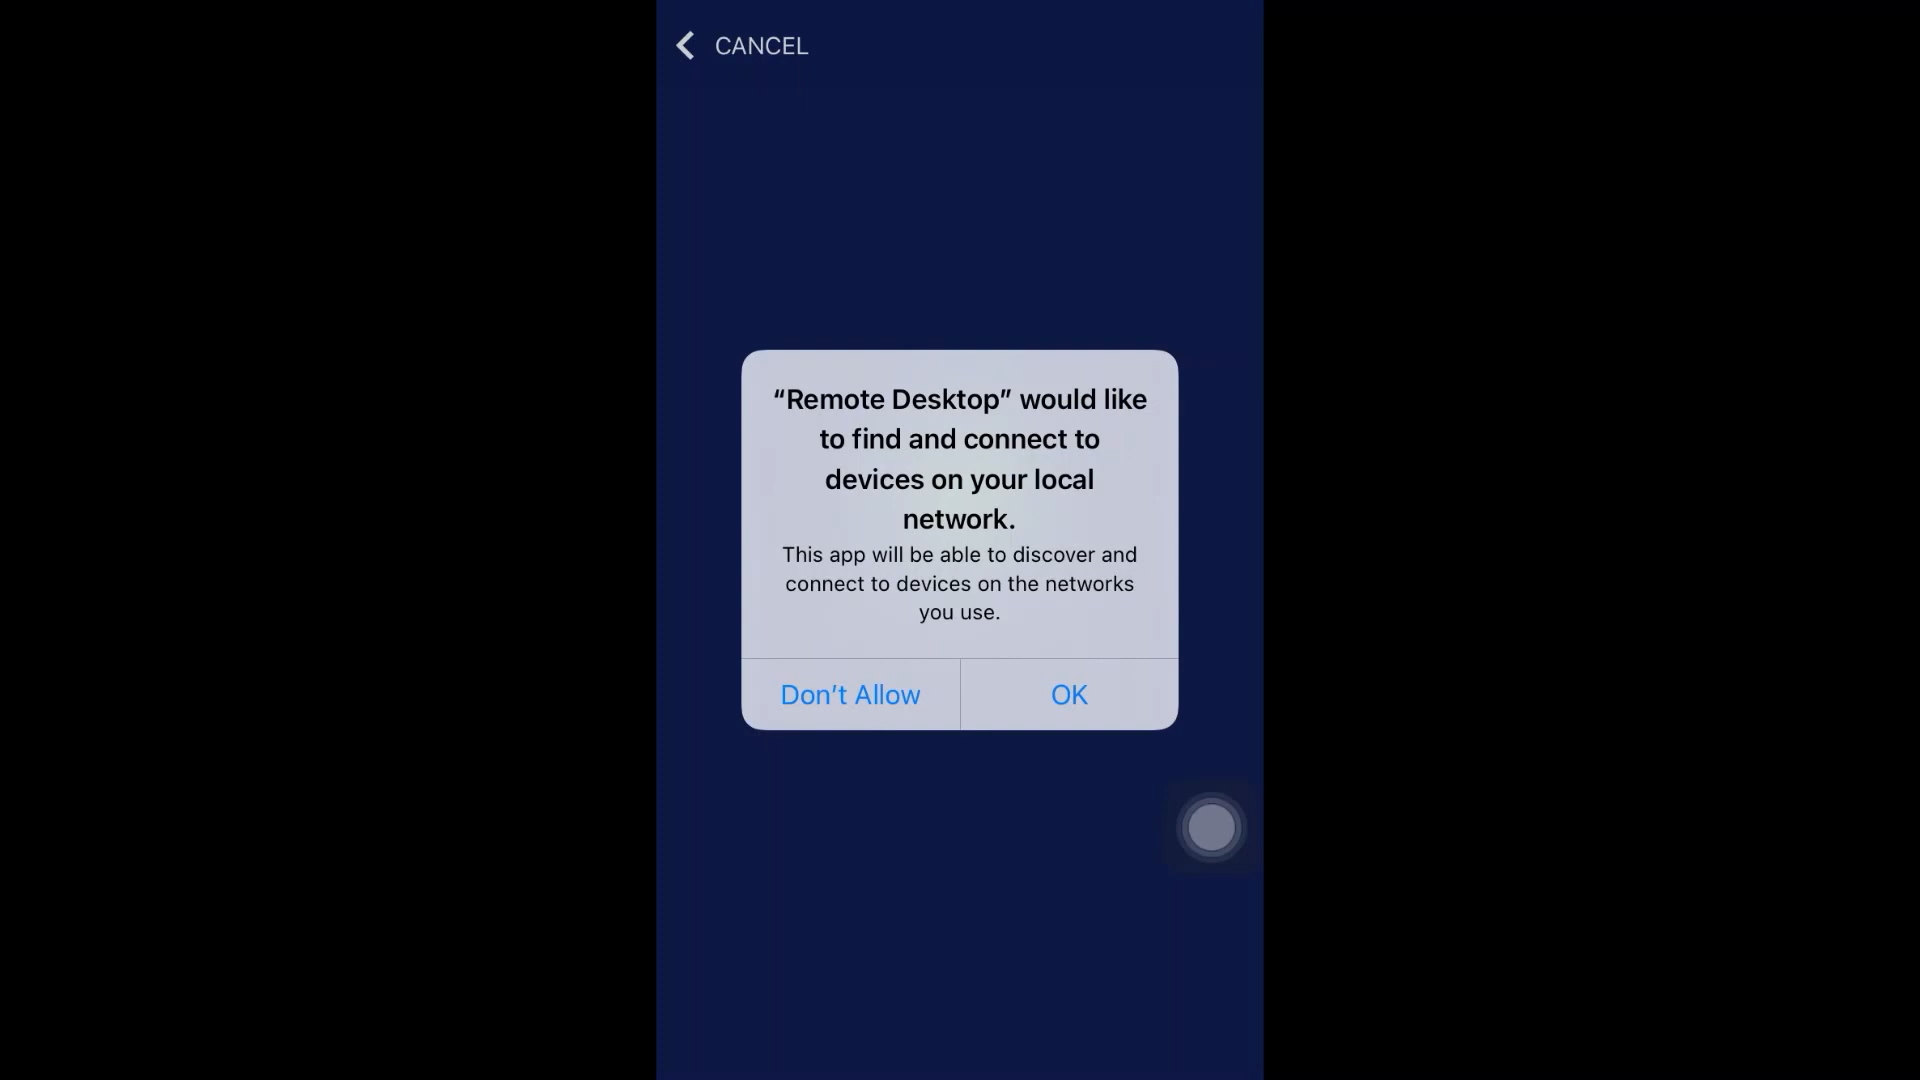 CANCEL
“Remote Desktop” would like
to find and connect to
devices on your local
network.
This app will be able to discover and
connect to devices on the networks
you use.
Don’t Allow
OK